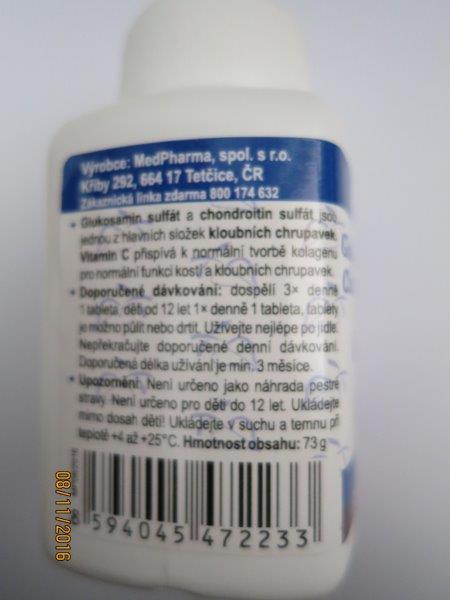 Výrobce: MedPharma, spol. s r.o.
Křiby 292, 664 17 Tetčice, ČR
Zákaznická linka zdarma 800 174 632
• Glukosamin sulfát a chondroitin sulfát jsou
jednou z hlavních složek kloubních chrupavek.
Vitamin C přispívá k normální tvorbě kolagenu
pro normální funkci kostí a kloubních chrupavek.
• Doporučené dávkování: dospělí 3× denně
1 tableta, děti od 12 let 1× denně 1 tableta, tablety
je možno půlit nebo drtit. Užívejte nejlépe po jídle.
Nepřekračujte doporučené denní dávkování.
Doporučená délka užívání je min. 3 měsíce.
• Upozornění: Není určeno jako náhrada pestré
stravy. Není určeno pro děti do 12 let. Ukládejte
mimo dosah dětí! Ukládejte v suchu a temnu při
teplotě +4 až +25°C. Hmotnost obsahu: 73 g
594045 472233
08/11/2016